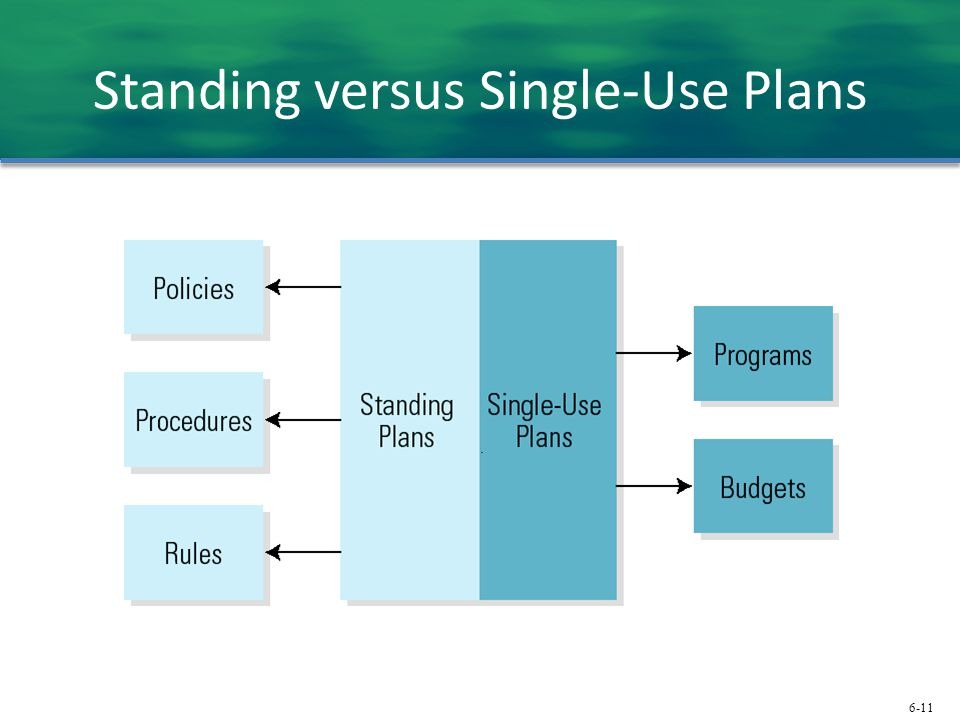 Standing versus Single-Use Plans
Policies
Procedures
Rules
Standing
Plans
Single-Use
Plans
Programs
Budgets
6-11